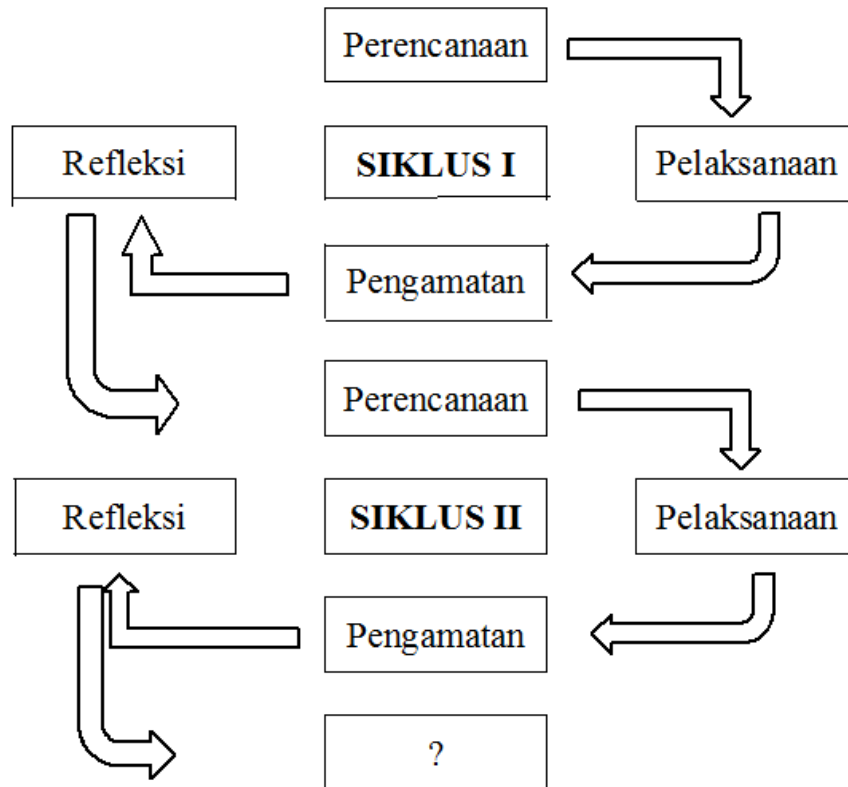 Perencanaan
Refleksi
SIKLUS I
Pelaksanaan
Pengamatan
Perencanaan
Refleksi
SIKLUS II
Pelaksanaan
Pengamatan
?